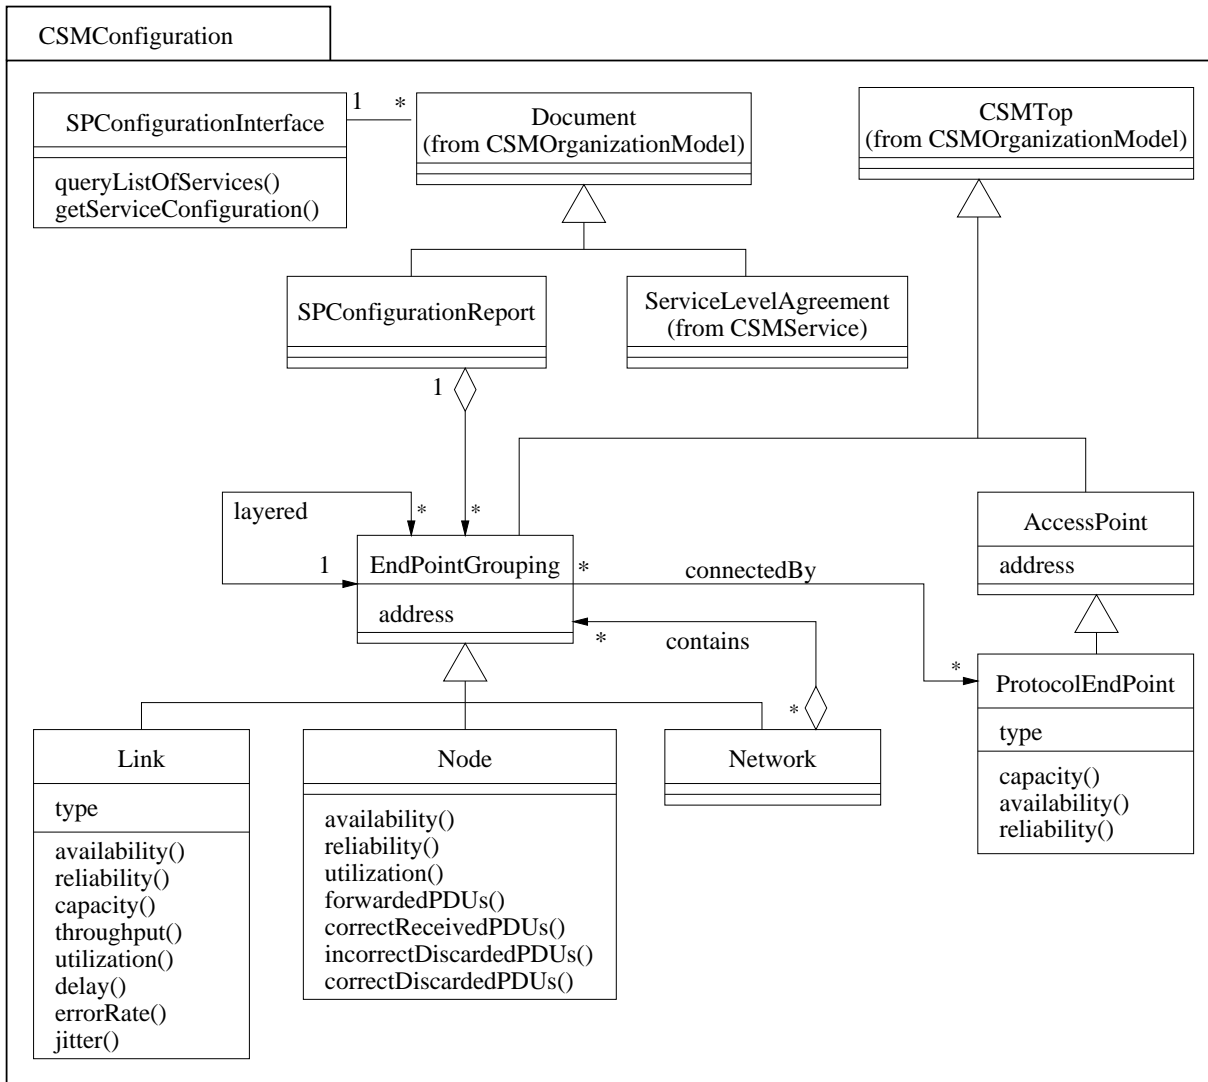 CSMConfiguration
SPConfigurationInterface
queryListOfServices()
getServiceConfiguration()
1
*
Document
(from CSMOrganizationModel)
CSMTop
(from CSMOrganizationModel)
SPConfigurationReport
ServiceLevelAgreement
(from CSMService)
1
*
layered
*
1
EndPointGrouping
address
*
connectedBy
*
AccessPoint
address
*
contains
*
ProtocolEndPoint
type
capacity()
availability()
reliability()
Link
type
availability()
reliability()
capacity()
throughput()
utilization()
delay()
errorRate()
jitter()
Node
availability()
reliability()
utilization()
forwardedPDUs()
correctReceivedPDUs()
incorrectDiscardedPDUs()
correctDiscardedPDUs()
Network